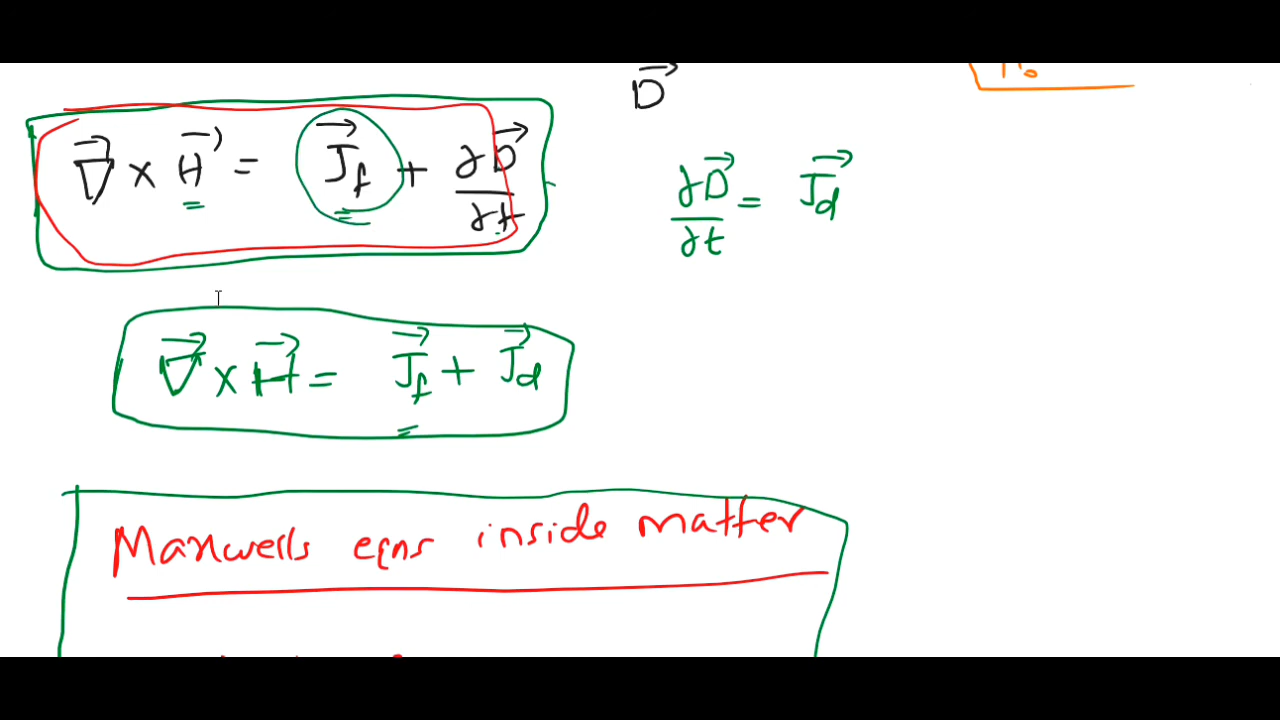 D⃗
∇⃗ × H⃗ = J⃗f + ∂D⃗/∂t
∂D⃗/∂t = J⃗d
∇⃗ × H⃗ = J⃗f + J⃗d
Maxwells eqns inside matter